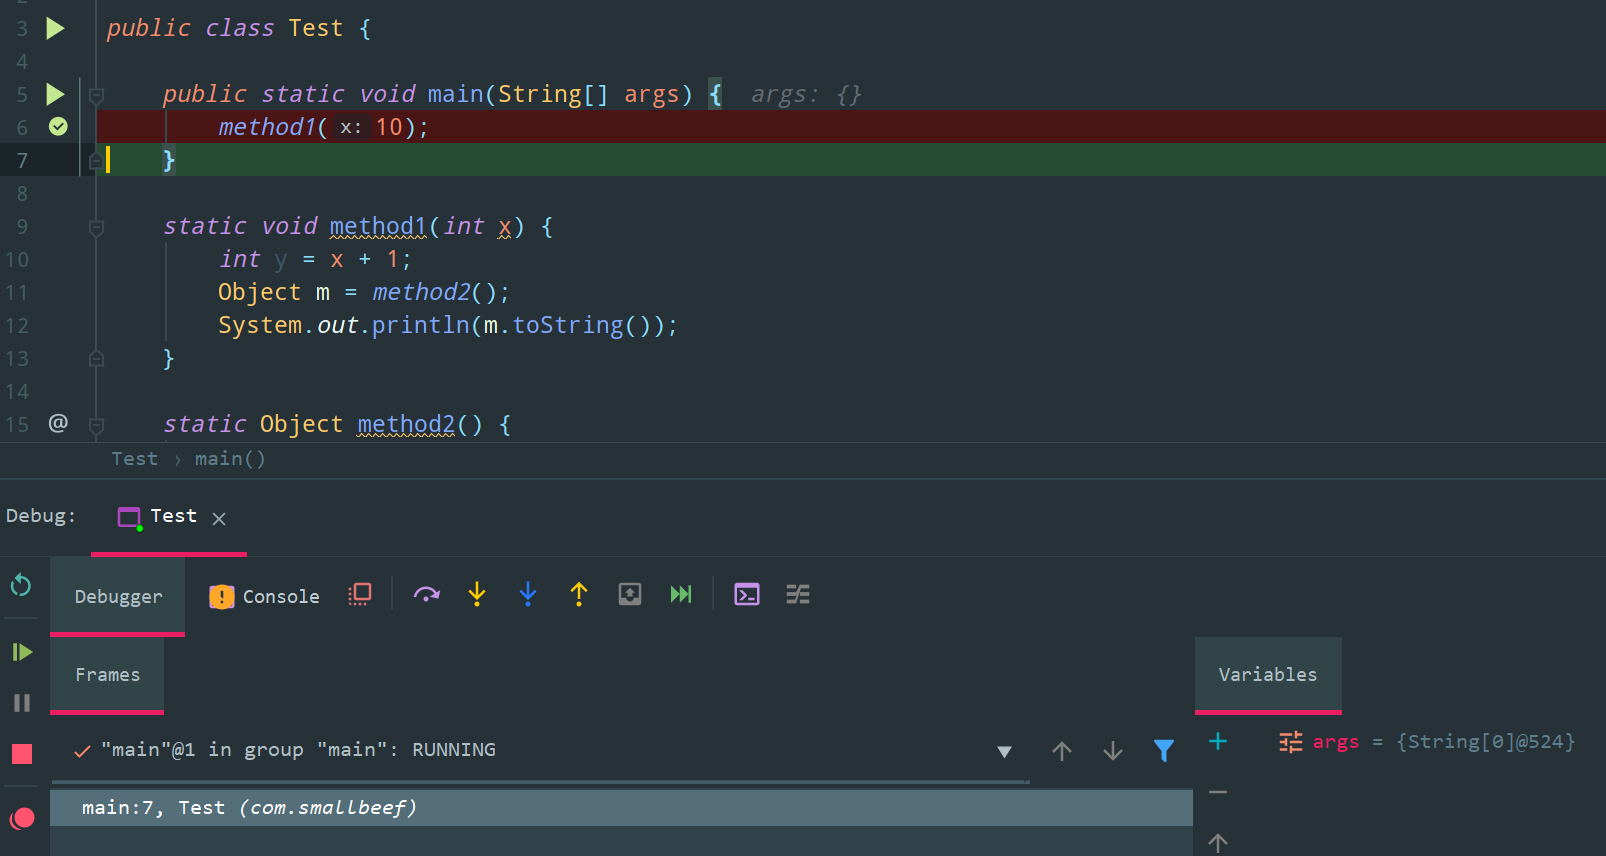 3 public class Test {
4
5 public static void main(String[] args) { args: {}
6 method1( x: 10);
7 }
8
9 static void method1(int x) {
10 int y = x + 1;
11 Object m = method2();
12 System.out.println(m.toString());
13 }
14
15 @ static Object method2() {
Test › main()
Debug: Test ×
Debugger Console
Frames Variables
"main"@1 in group "main": RUNNING
args = {String[0]@524}
main:7, Test (com.smallbeef)